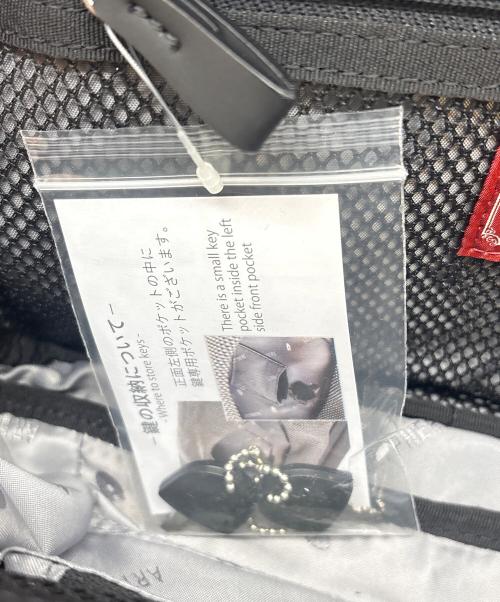 ー鍵の収納についてー
- Where to store keys -
正面左側のポケットの中に
鍵専用ポケットがございます。
There is a small key
pocket inside the left
side front pocket